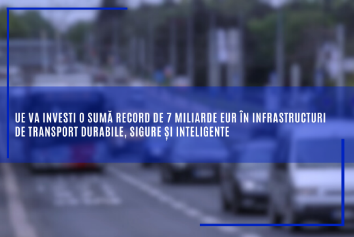 UE VA INVESTI O SUMĂ RECORD DE 7 MILIARDE EUR ÎN INFRASTRUCTURI
DE TRANSPORT DURABILE, SIGURE ȘI INTELIGENTE